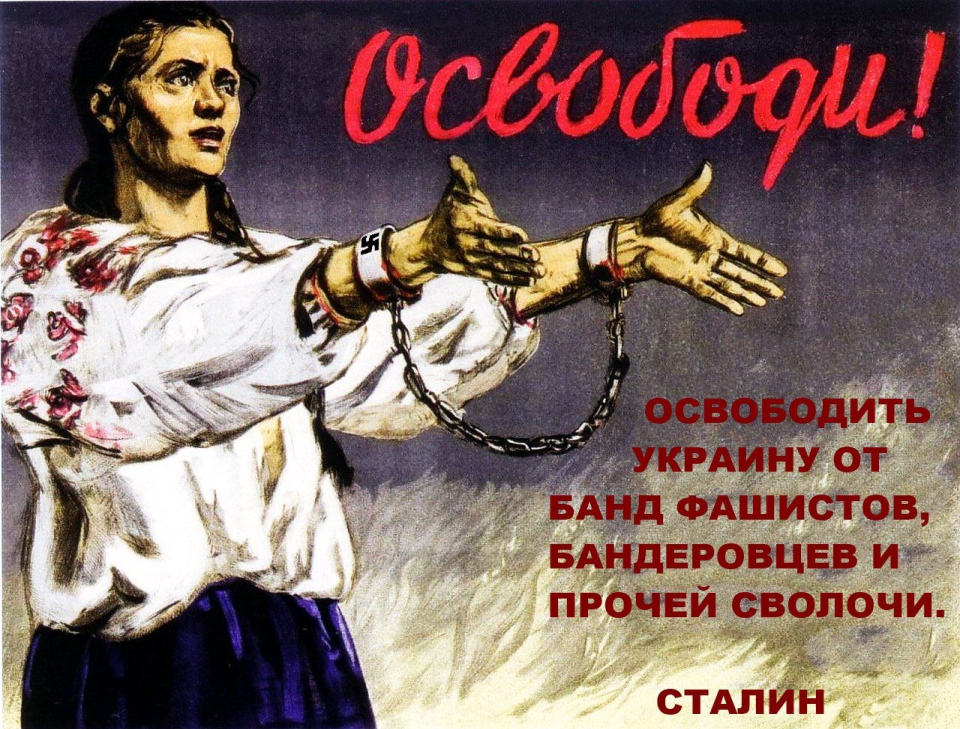 Освободи!
ОСВОБОДИТЬ
УКРАИНУ ОТ
БАНД ФАШИСТОВ,
БАНДЕРОВЦЕВ И
ПРОЧЕЙ СВОЛОЧИ.
СТАЛИН